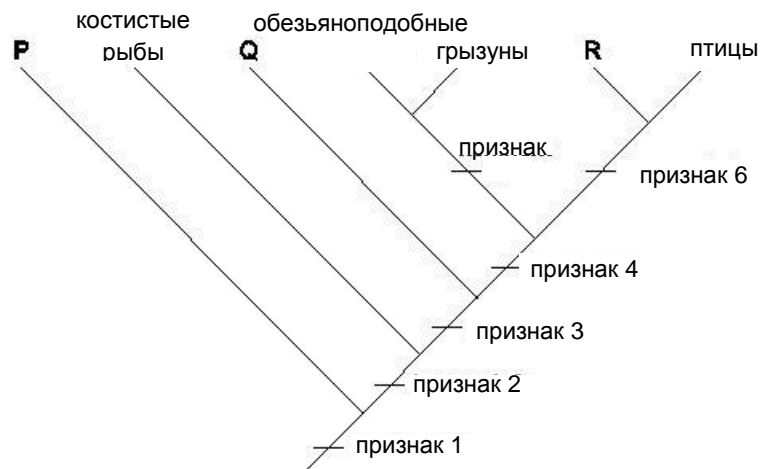 костистые
рыбы
обезьяноподобные
грызуны
птицы
P
Q
R
признак
признак 6
признак 4
признак 3
признак 2
признак 1